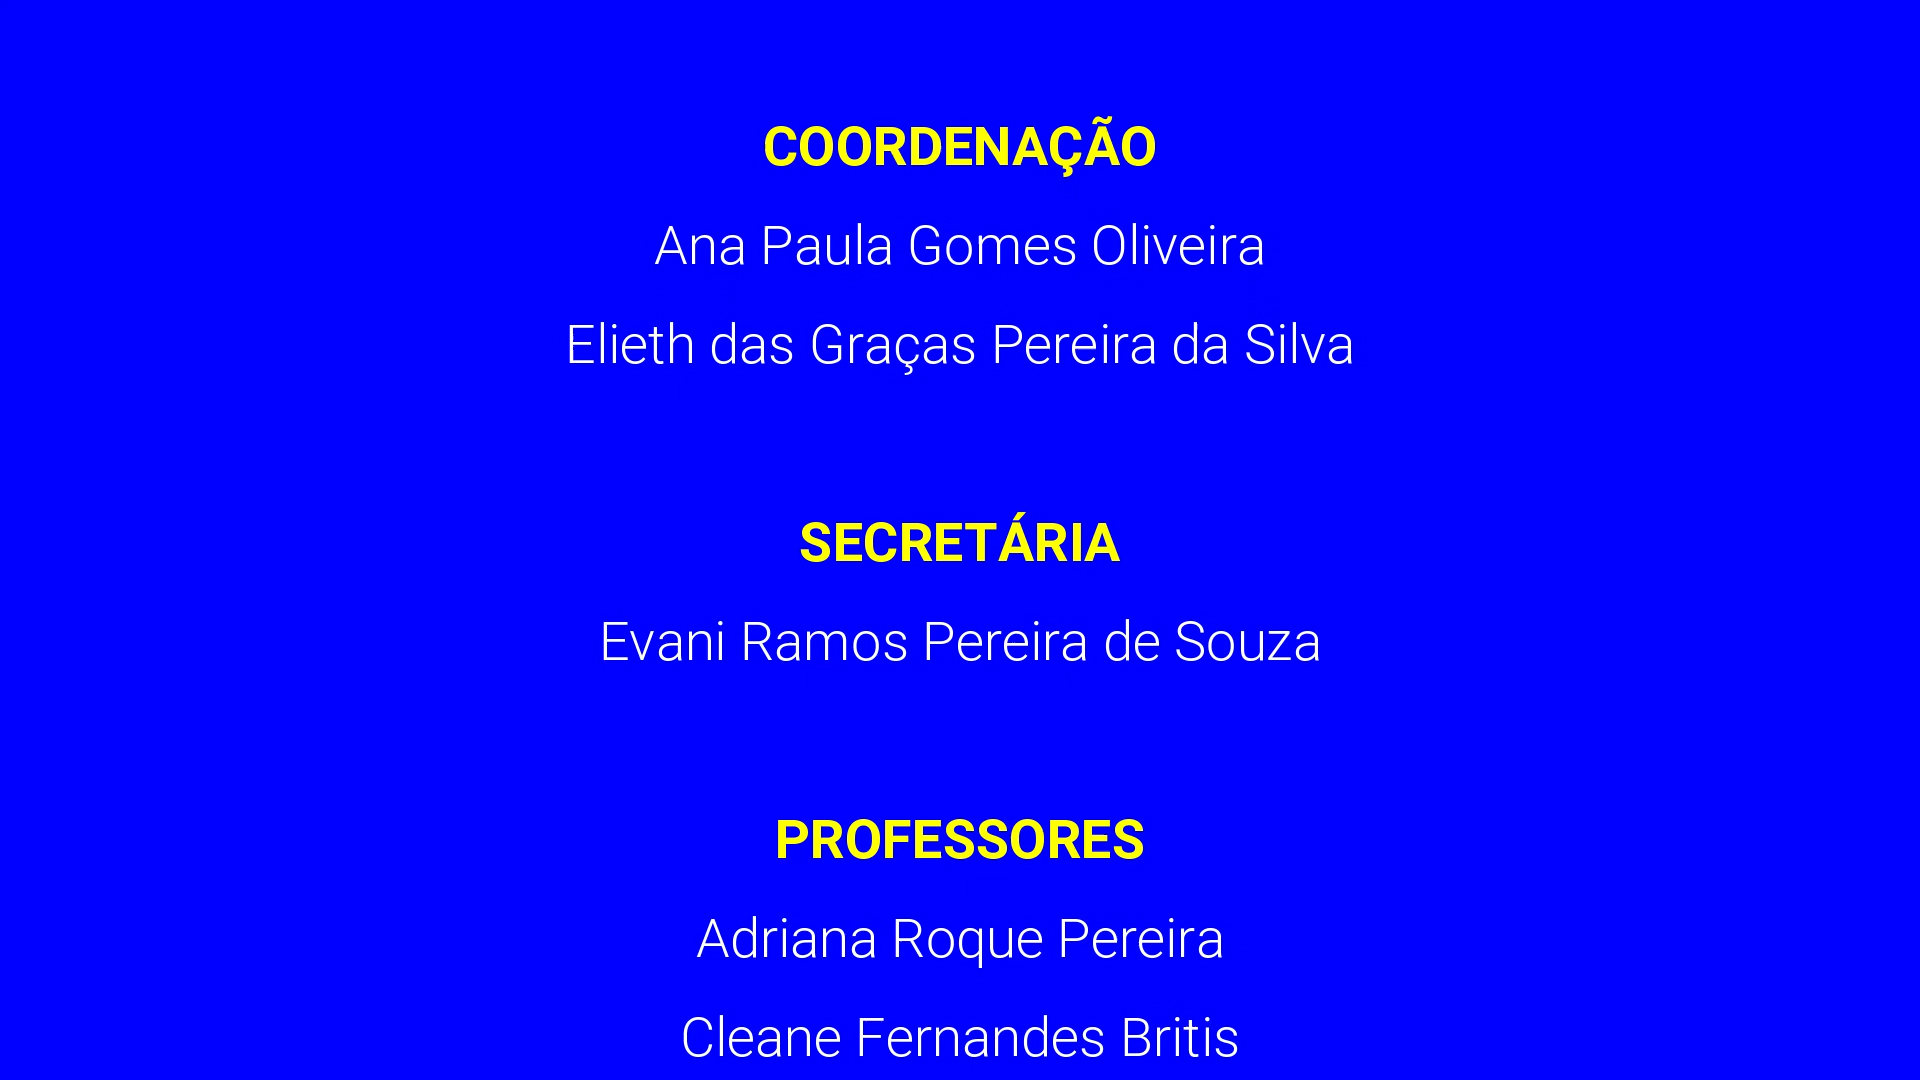 COORDENAÇÃO
Ana Paula Gomes Oliveira
Elieth das Graças Pereira da Silva
SECRETÁRIA
Evani Ramos Pereira de Souza
PROFESSORES
Adriana Roque Pereira
Cleane Fernandes Britis